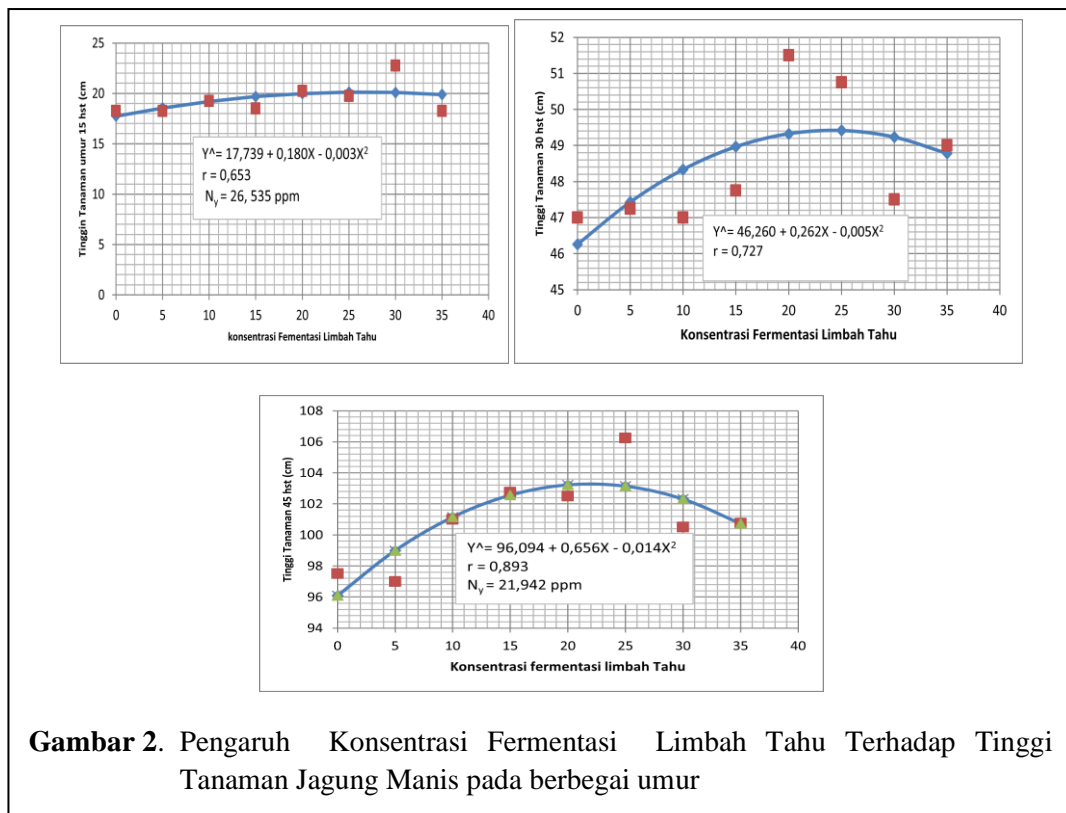 25
20
15
10
5
0
Tinggin Tanaman umur 15 hst (cm)
Y^= 17,739 + 0,180X - 0,003X²
r = 0,653
Ny = 26, 535 ppm
0 5 10 15 20 25 30 35 40
konsentrasi Fementasi Limbah Tahu
52
51
50
49
48
47
46
45
Tinggi Tanaman 30 hst (cm)
Y^= 46,260 + 0,262X - 0,005X²
r = 0,727
0 5 10 15 20 25 30 35 40
Konsentrasi Fermentasi Limbah Tahu
108
106
104
102
100
98
96
94
Tinggi Tanaman 45 hst (cm)
Y^= 96,094 + 0,656X - 0,014X²
r = 0,893
Ny = 21,942 ppm
0 5 10 15 20 25 30 35 40
Konsentrasi fermentasi limbah Tahu
Gambar 2. Pengaruh Konsentrasi Fermentasi Limbah Tahu Terhadap Tinggi
Tanaman Jagung Manis pada berbegai umur